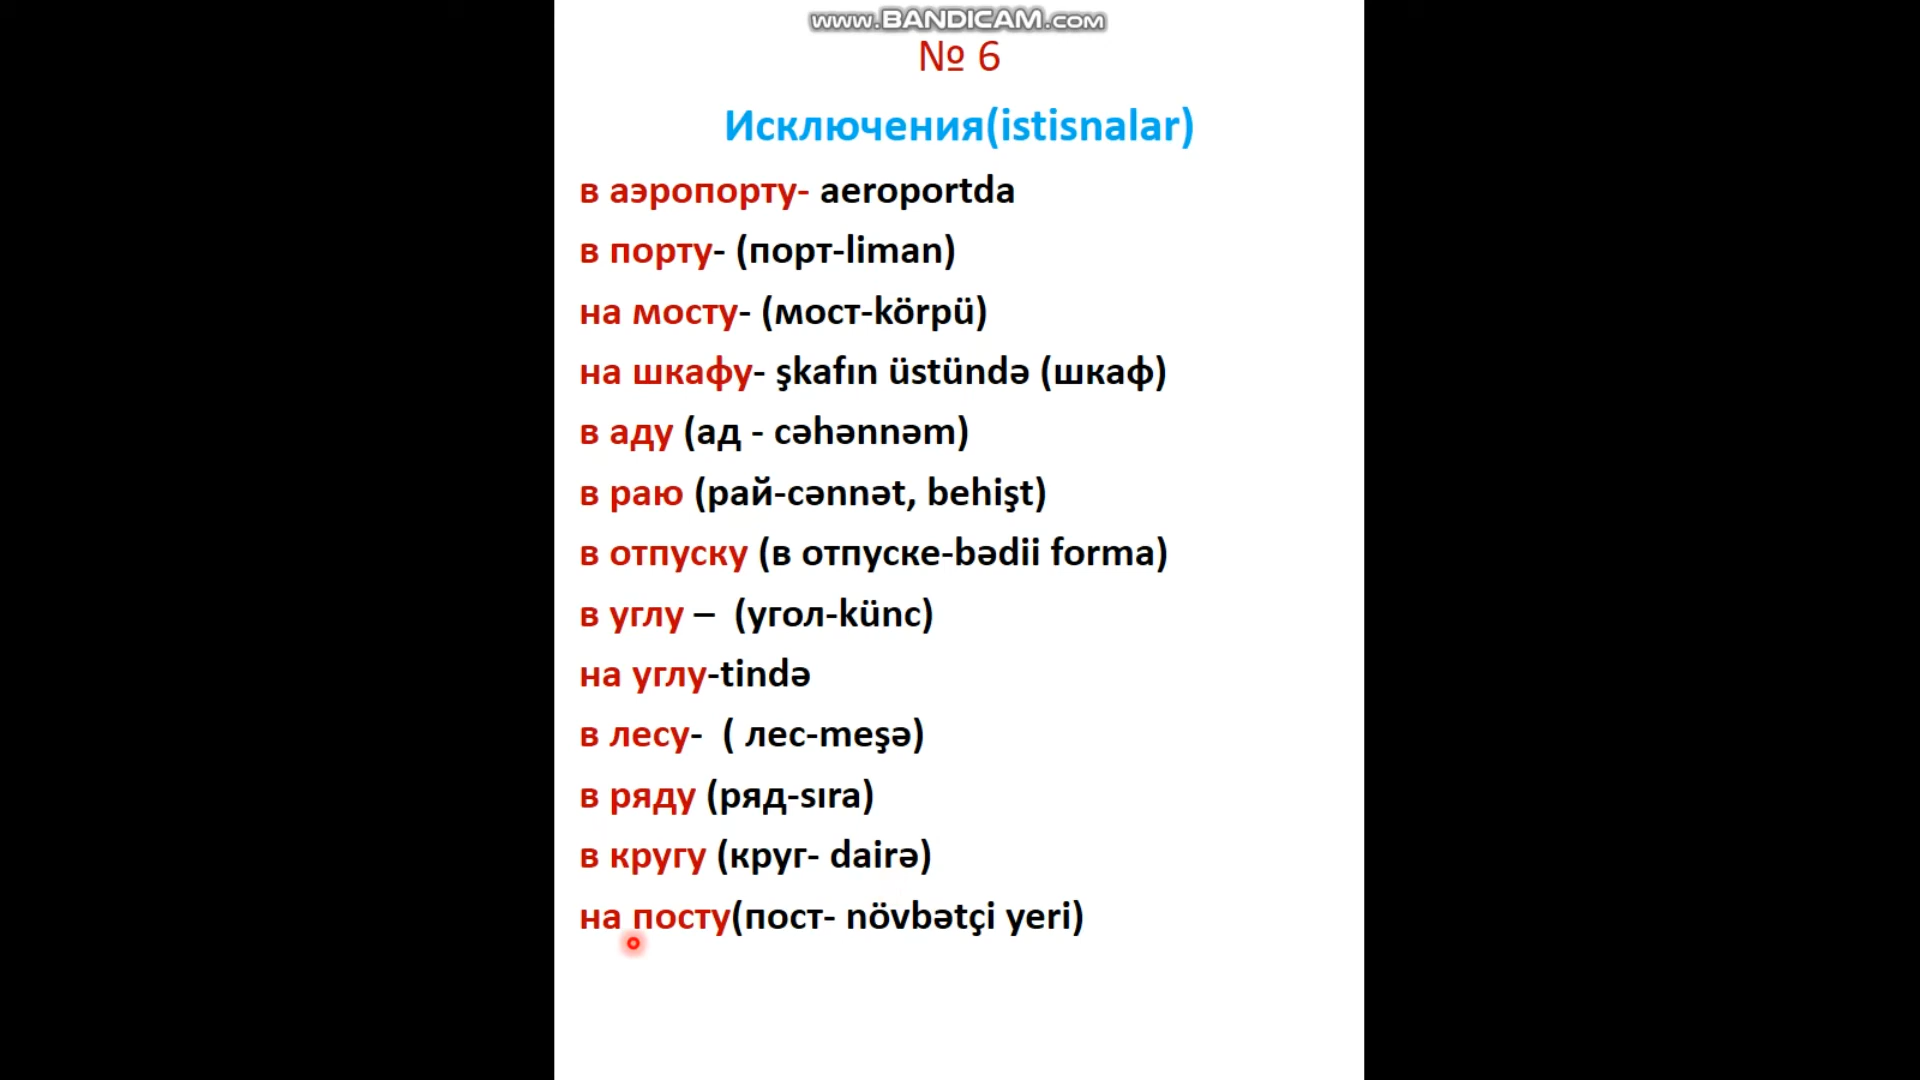 www.BANDICAM.com
№ 6
Исключения(istisnalar)
в аэропорту- aeroportda
в порту- (порт-liman)
на мосту- (мост-körpü)
на шкафу- şkafın üstündə (шкаф)
в аду (ад - cəhənnəm)
в раю (рай-cənnət, behişt)
в отпуску (в отпуске-bədii forma)
в углу – (угол-künc)
на углу-tində
в лесу- ( лес-meşə)
в ряду (ряд-sıra)
в кругу (круг- dairə)
на посту(пост- növbətçi yeri)